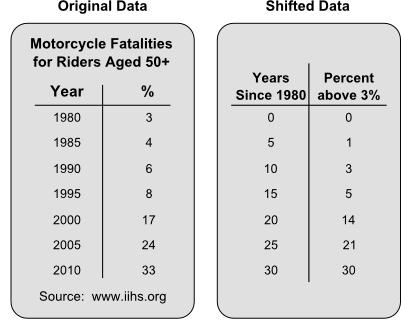 Original Data
Motorcycle Fatalities
for Riders Aged 50+
Year %
1980 3
1985 4
1990 6
1995 8
2000 17
2005 24
2010 33
Source: www.iihs.org
Shifted Data
Years Percent
Since 1980 above 3%
0 0
5 1
10 3
15 5
20 14
25 21
30 30